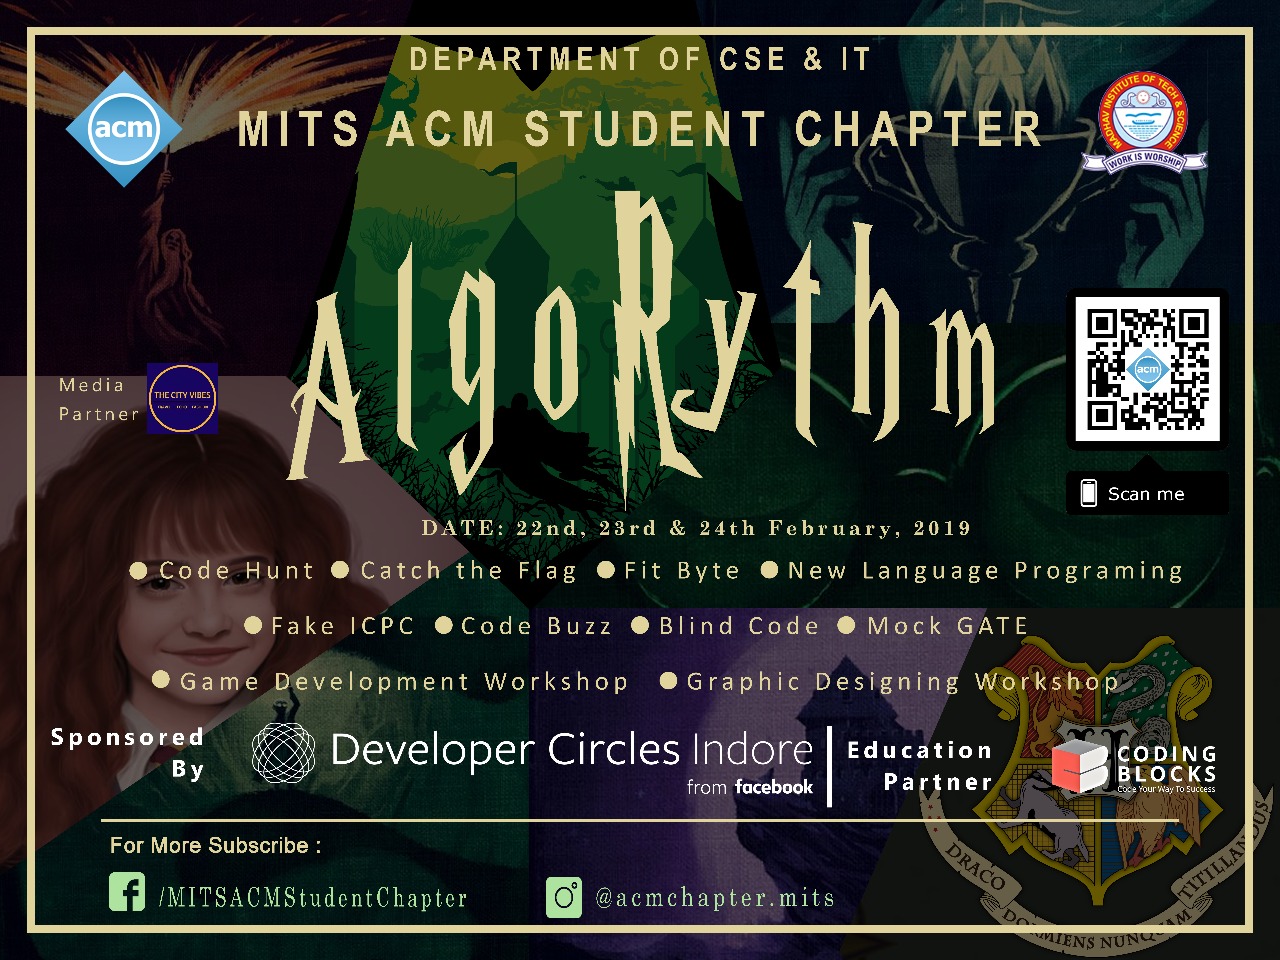 DEPARTMENT OF CSE & IT
MITS ACM STUDENT CHAPTER
acm
MADHAV INSTITUTE OF TECH & SCIENCE
WORK IS WORSHIP
AlgoRythm
Media
Partner
THE CITY VIBES
acm
Scan me
DATE: 22nd, 23rd & 24th February, 2019
● Code Hunt ● Catch the Flag ● Fit Byte ● New Language Programing
● Fake ICPC ● Code Buzz ● Blind Code ● Mock GATE
● Game Development Workshop ● Graphic Designing Workshop
Sponsored
By
Developer Circles Indore
from facebook
Education
Partner
CODING
BLOCKS
Code Your Way To Success
For More Subscribe :
/MITSACMStudentChapter
@acmchapter.mits
DRACO DORMIENS NUNQUAM TITILLANDUS